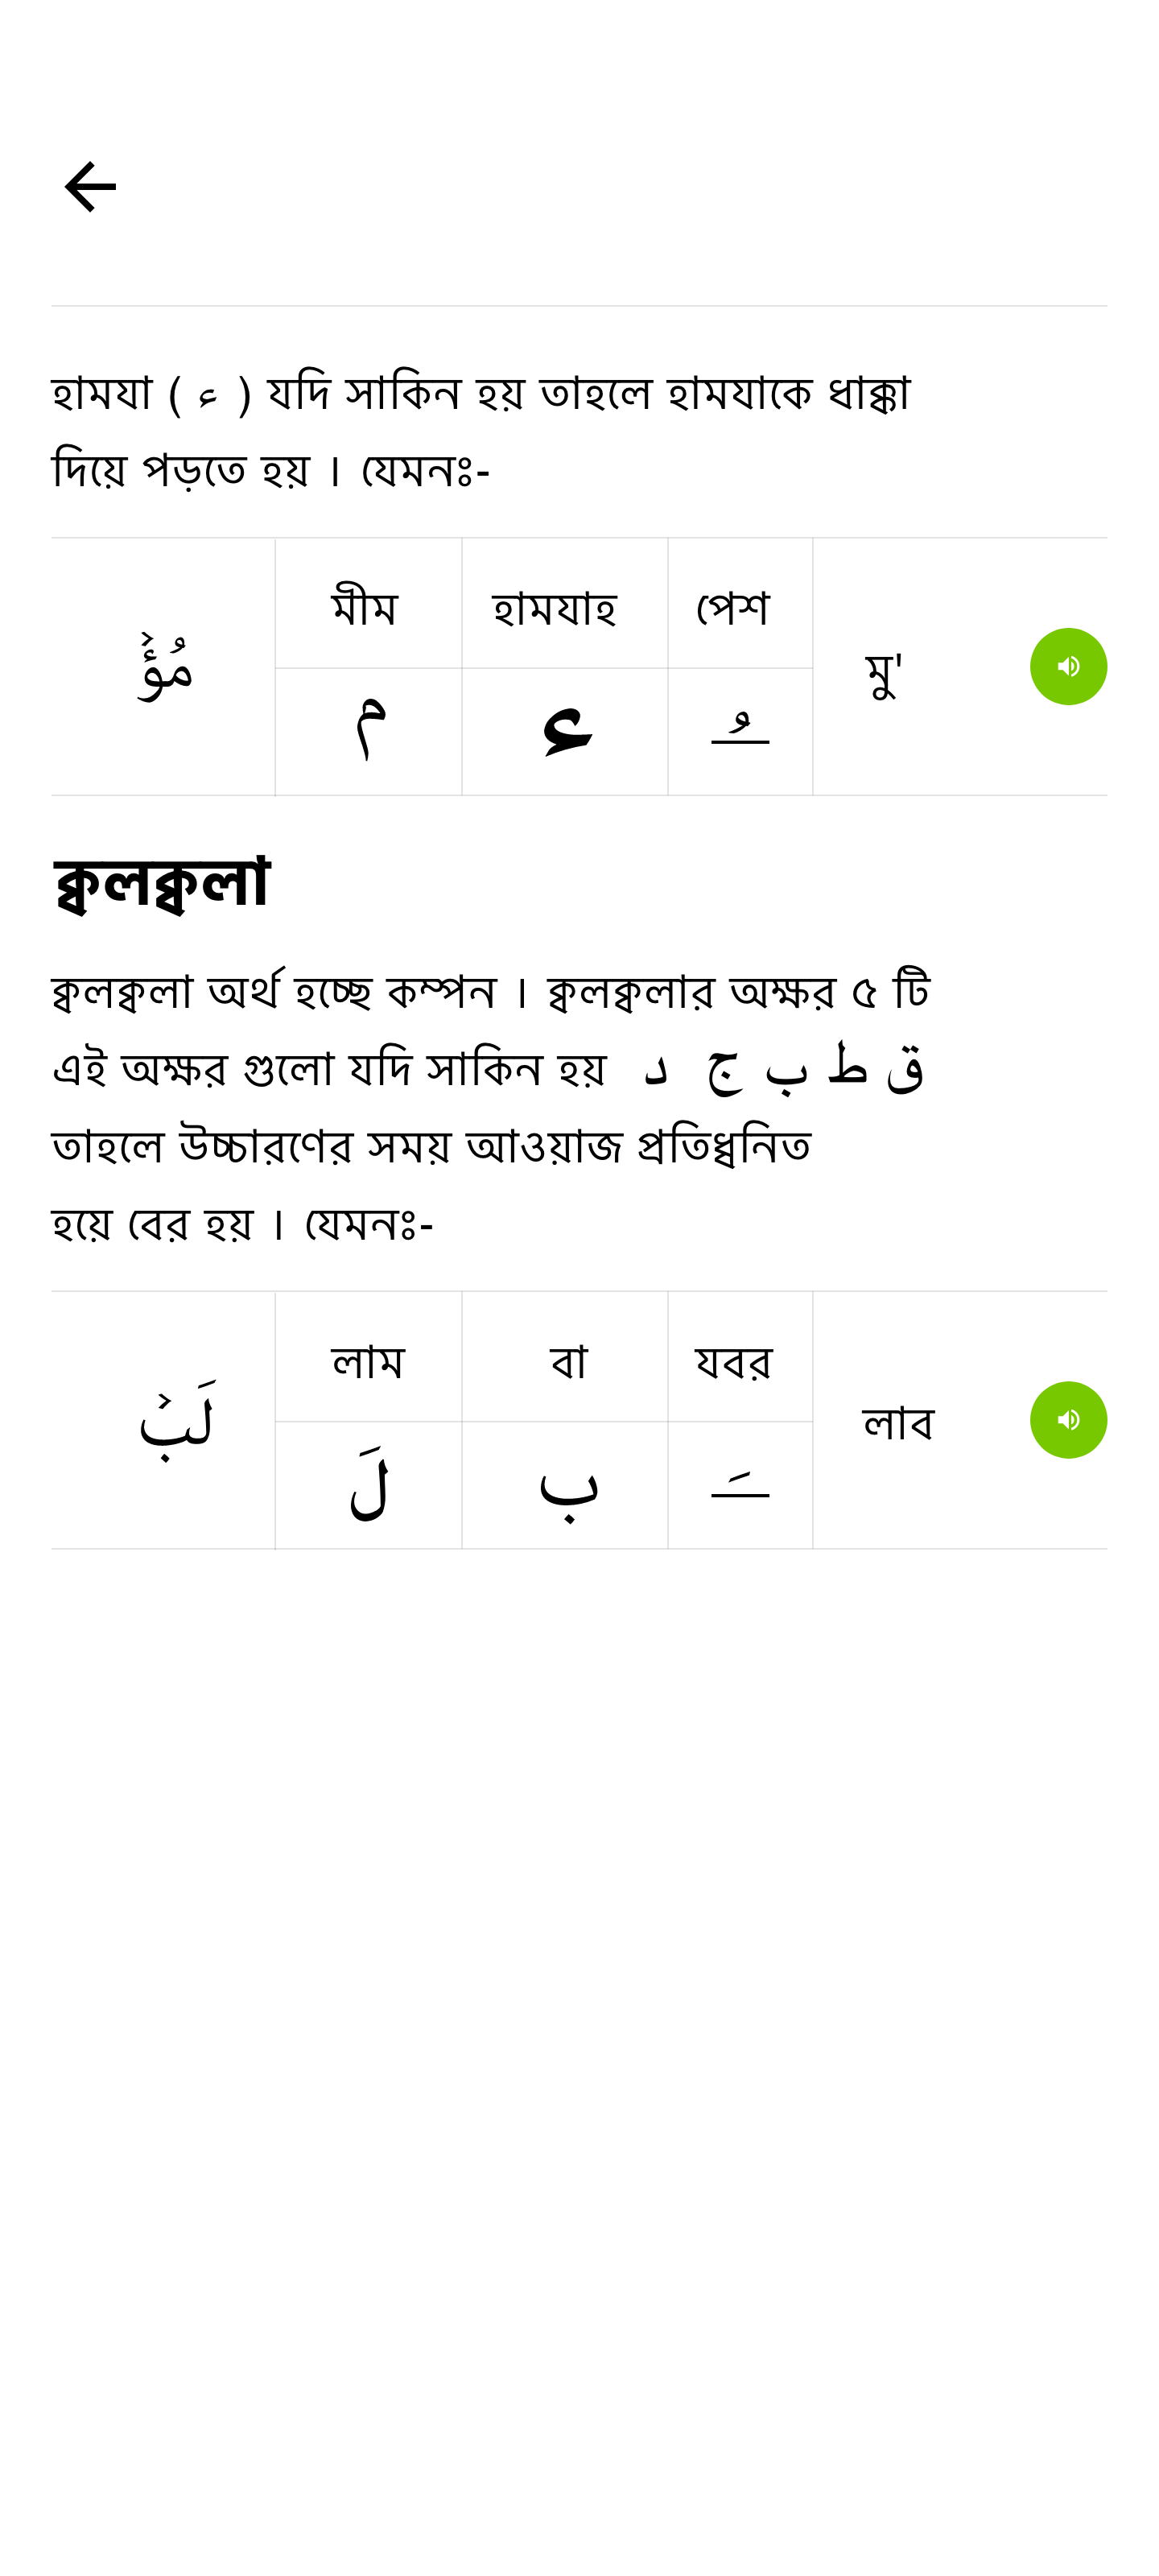 হামযা ( ء ) যদি সাকিন হয় তাহলে হামযাকে ধাক্কা
দিয়ে পড়তে হয় । যেমনঃ-
মীম হামযাহ পেশ
مُؤۡ م ء ـُ মু'
ক্বলক্বলা
ক্বলক্বলা অর্থ হচ্ছে কম্পন । ক্বলক্বলার অক্ষর ৫ টি
এই অক্ষর গুলো যদি সাকিন হয় ق ط ب ج د
তাহলে উচ্চারণের সময় আওয়াজ প্রতিধ্বনিত
হয়ে বের হয় । যেমনঃ-
লাম বা যবর
لَبۡ لَ ب ـَ লাব